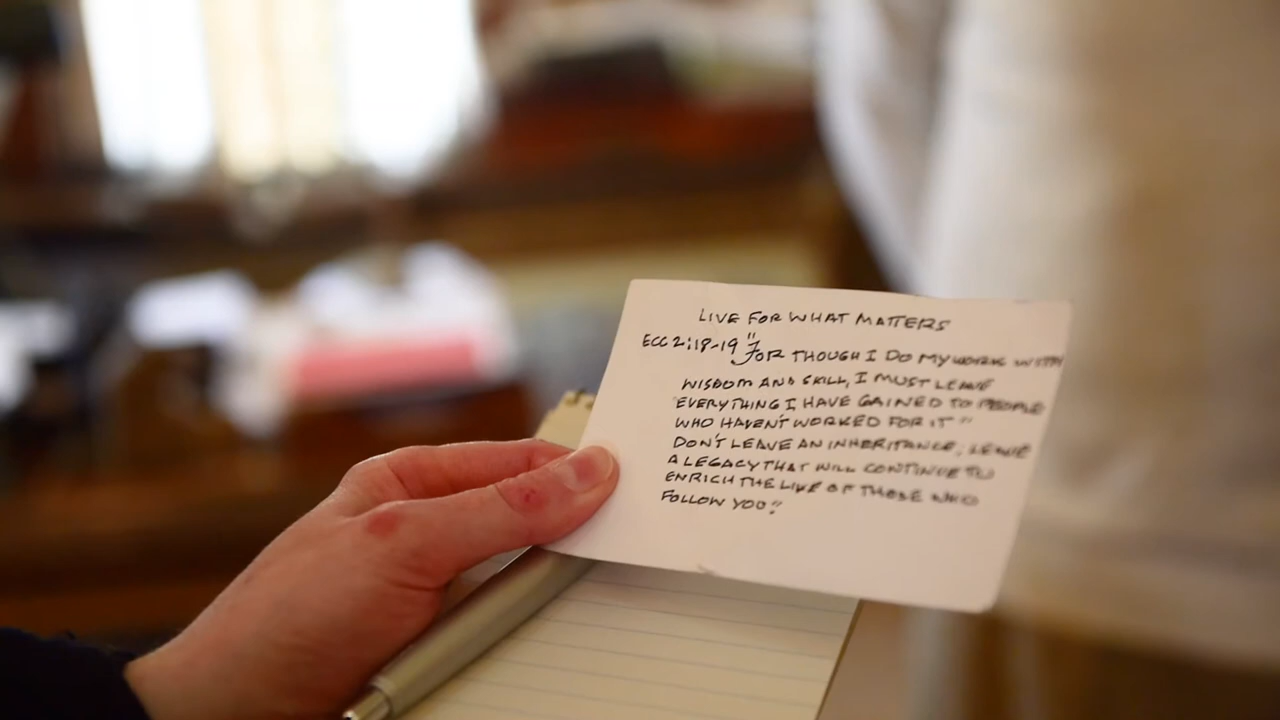 LIVE FOR WHAT MATTERS
ECC 2:18-19 "FOR THOUGH I DO MY WORK WITH
WISDOM AND SKILL, I MUST LEAVE
EVERYTHING I HAVE GAINED TO PEOPLE
WHO HAVEN'T WORKED FOR IT"
DON'T LEAVE AN INHERITANCE, LEAVE
A LEGACY THAT WILL CONTINUE TO
ENRICH THE LIVE OF THOSE WHO
FOLLOW YOU"